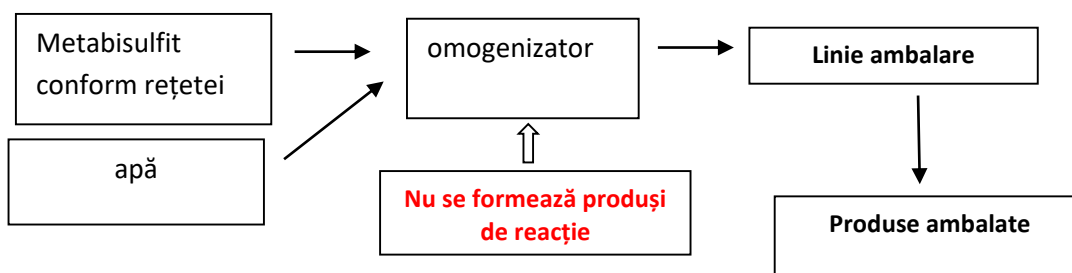 Metabisulfit
conform rețetei
omogenizator
Linie ambalare
apă
Nu se formează produși
de reacție
Produse ambalate